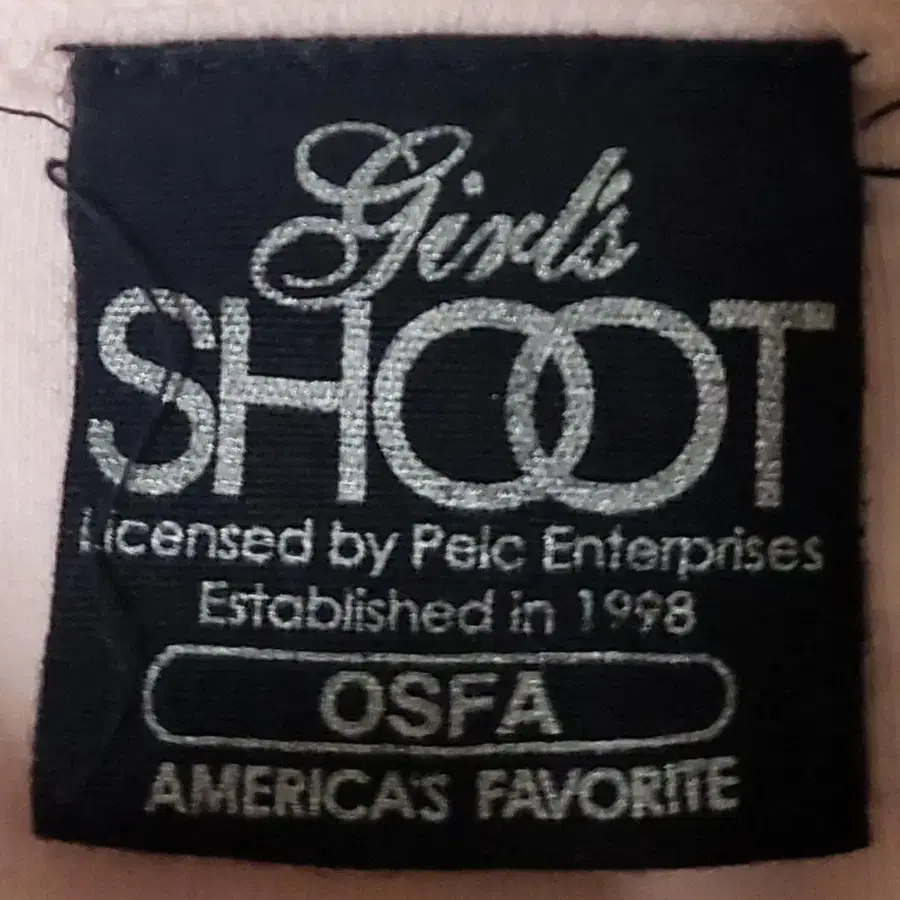 Girl's
SHOOT
Licensed by Pelc Enterprises
Established in 1998
OSFA
AMERICA'S FAVORITE